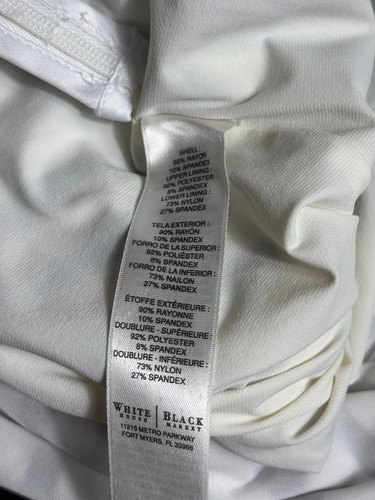 SHELL
90% RAYON
10% SPANDEX
UPPER LINING:
92% POLYESTER
8% SPANDEX
LOWER LINING:
73% NYLON
27% SPANDEX
TELA EXTERIOR:
90% RAYÓN
10% SPANDEX
FORRO DE LA SUPERIOR:
92% POLIÉSTER
8% SPANDEX
FORRO DE LA INFERIOR:
73% NAILON
27% SPANDEX
ÉTOFFE EXTÉRIEURE:
90% RAYONNE
10% SPANDEX
DOUBLURE - SUPÉRIEURE:
92% POLYESTER
8% SPANDEX
DOUBLURE - INFÉRIEURE:
73% NYLON
27% SPANDEX
WHITE HOUSE | BLACK MARKET
11215 METRO PARKWAY
FORT MYERS, FL 33966